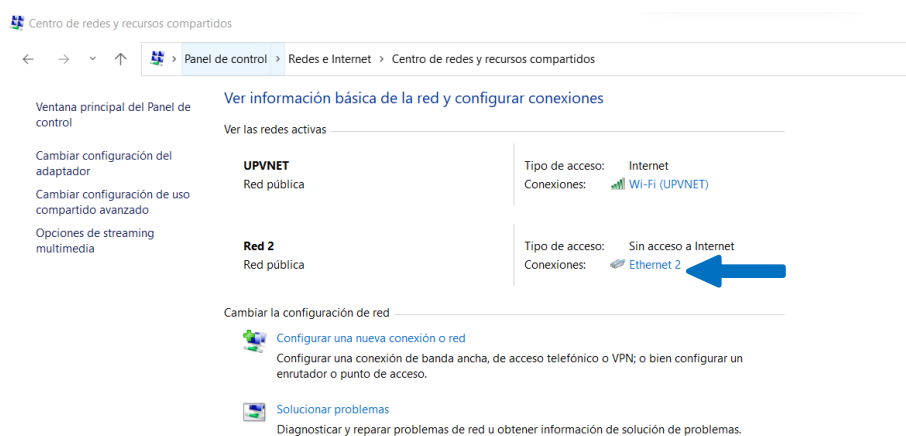 Centro de redes y recursos compartidos
Panel de control > Redes e Internet > Centro de redes y recursos compartidos
Ventana principal del Panel de
control
Cambiar configuración del
adaptador
Cambiar configuración de uso
compartido avanzado
Opciones de streaming
multimedia
Ver información básica de la red y configurar conexiones
Ver las redes activas
UPVNET
Red pública
Tipo de acceso: Internet
Conexiones: Wi-Fi (UPVNET)
Red 2
Red pública
Tipo de acceso: Sin acceso a Internet
Conexiones: Ethernet 2
Cambiar la configuración de red
Configurar una nueva conexión o red
Configurar una conexión de banda ancha, de acceso telefónico o VPN; o bien configurar un
enrutador o punto de acceso.
Solucionar problemas
Diagnosticar y reparar problemas de red u obtener información de solución de problemas.